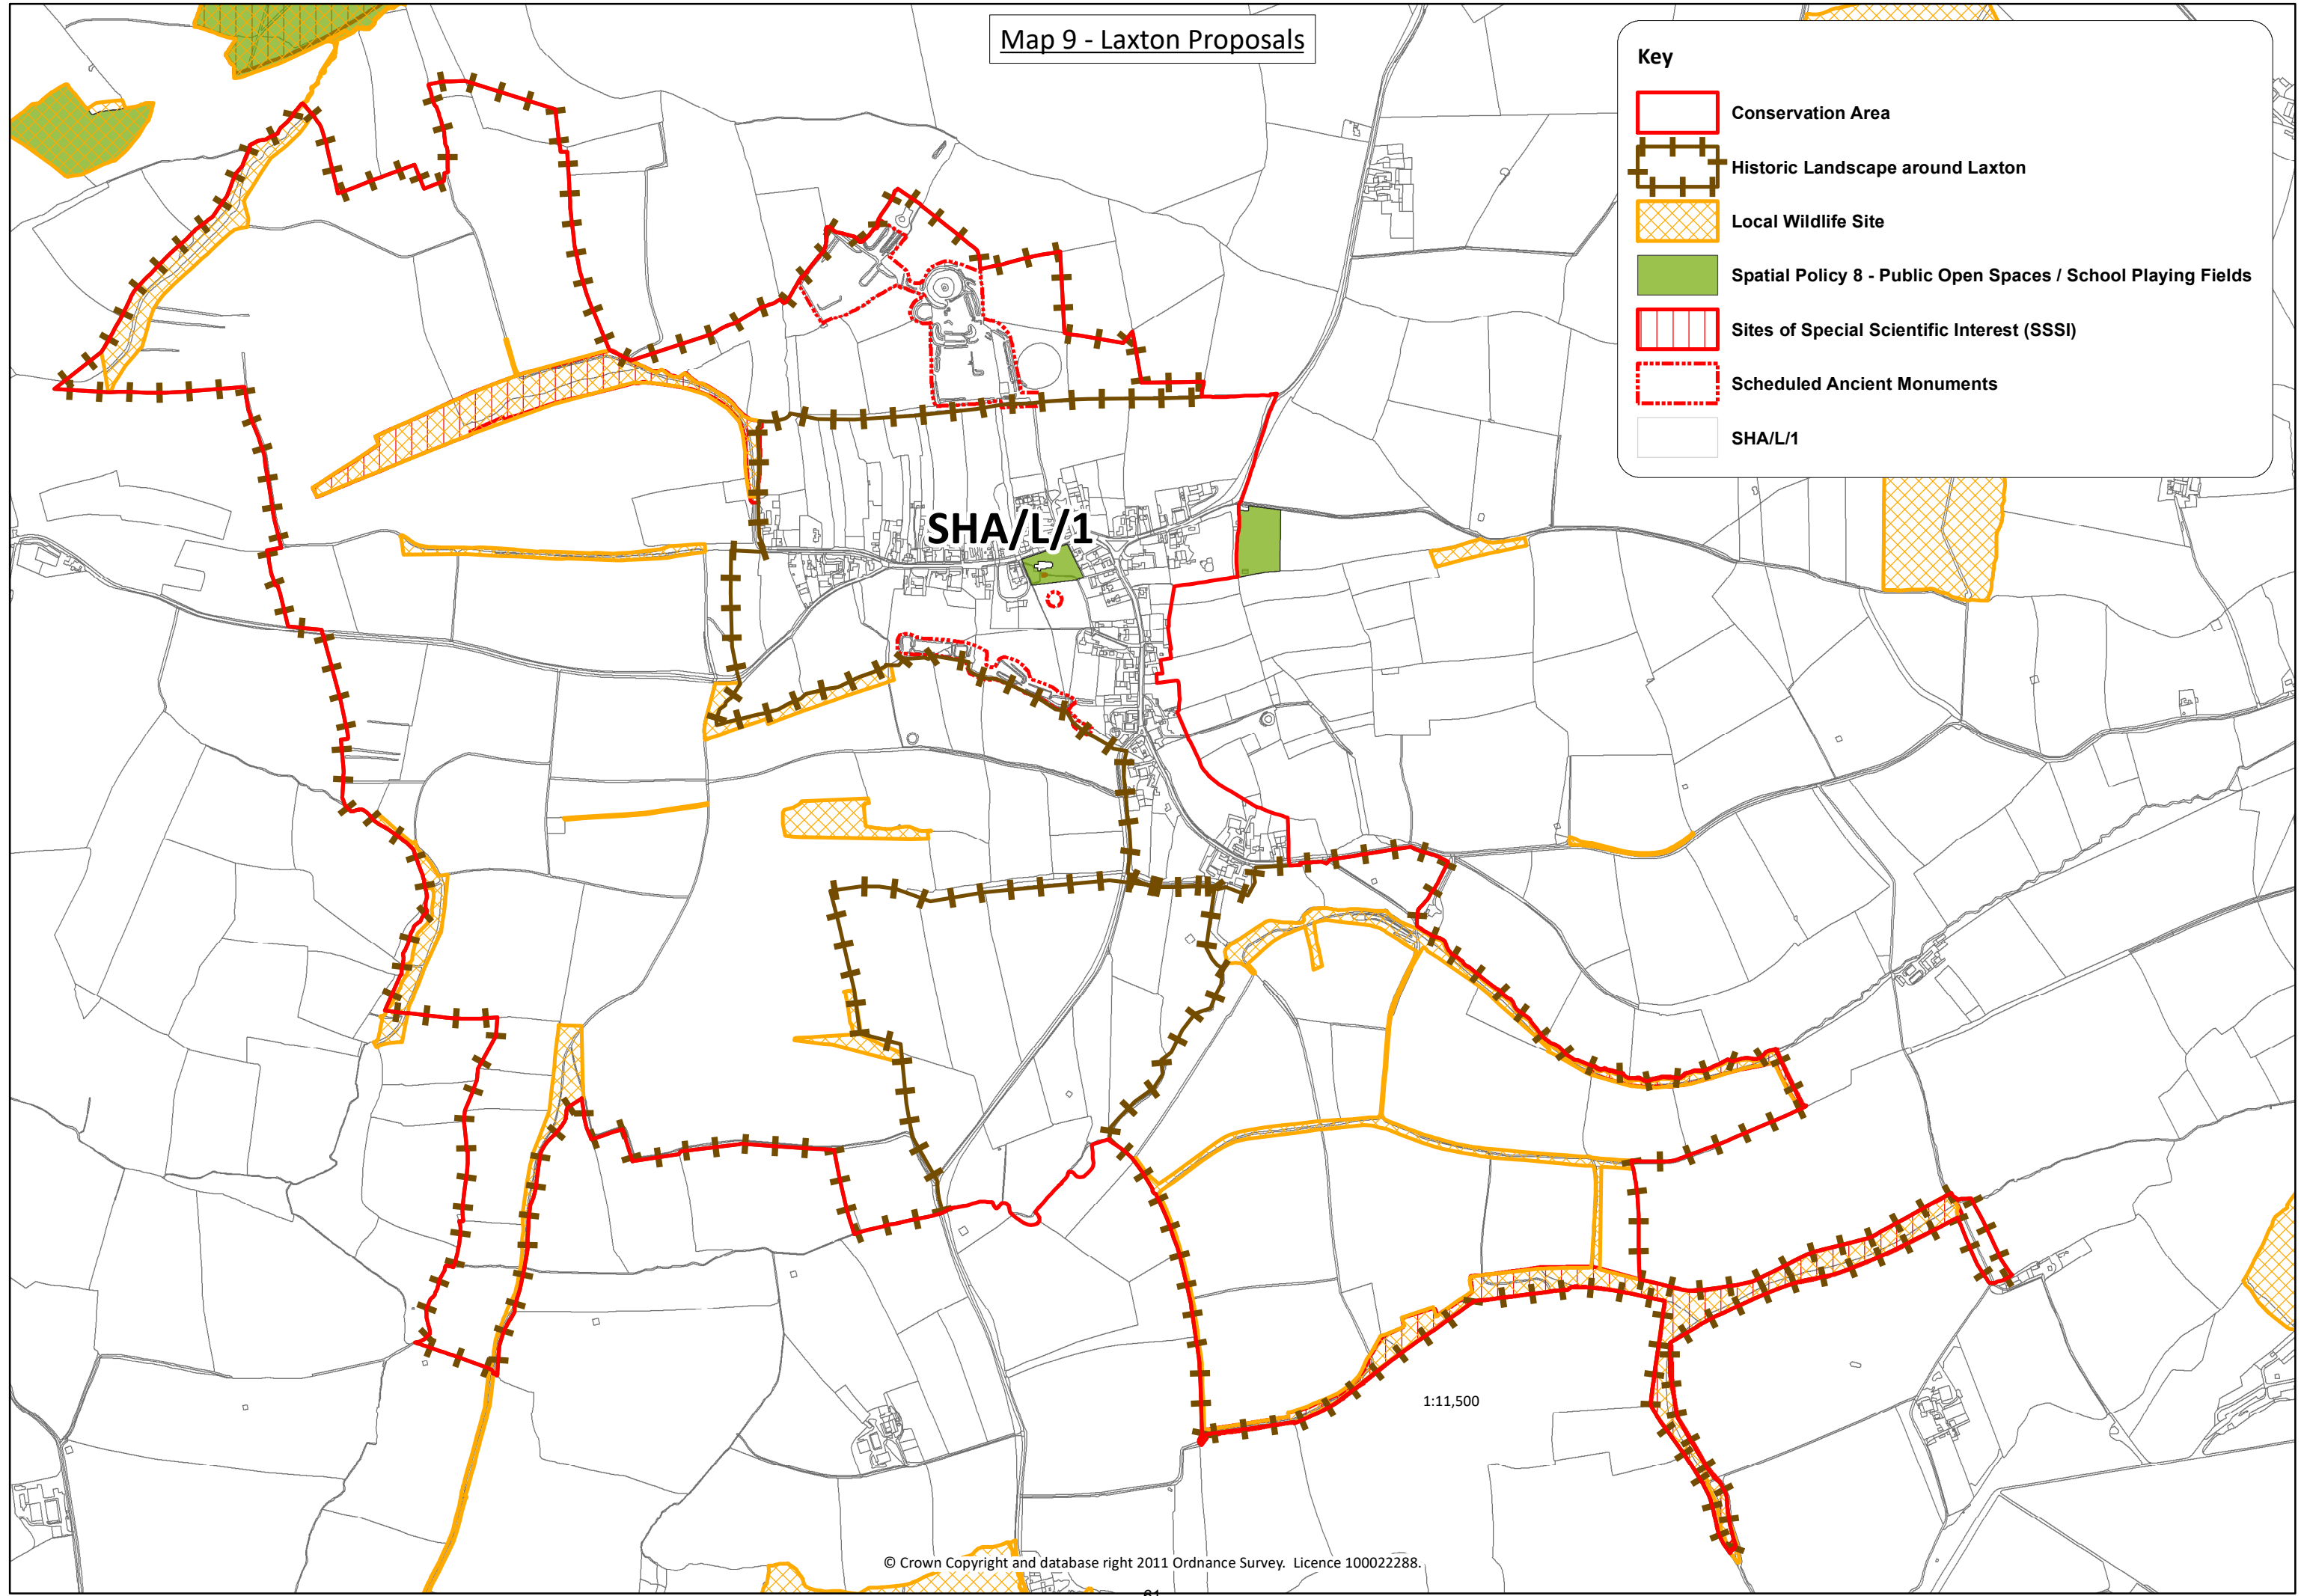 Map 9 - Laxton Proposals
Key
Conservation Area
Historic Landscape around Laxton
Local Wildlife Site
Spatial Policy 8 - Public Open Spaces / School Playing Fields
Sites of Special Scientific Interest (SSSI)
Scheduled Ancient Monuments
SHA/L/1
SHA/L/1
1:11,500
© Crown Copyright and database right 2011 Ordnance Survey. Licence 100022288.